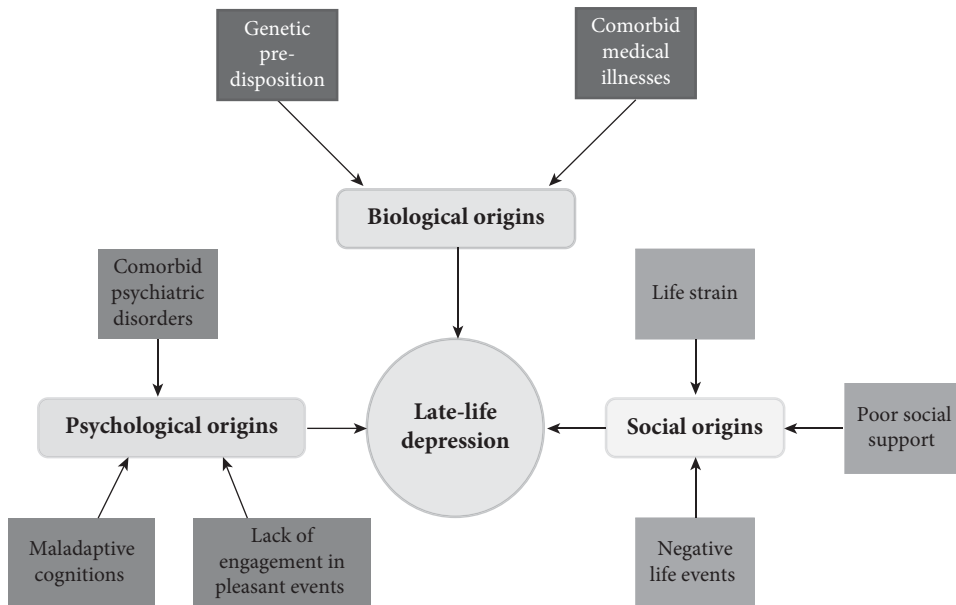 Genetic
pre-
disposition
Comorbid
medical
illnesses
Biological origins
Comorbid
psychiatric
disorders
Life strain
Psychological origins
Late-life
depression
Social origins
Poor social
support
Maladaptive
cognitions
Lack of
engagement in
pleasant events
Negative
life events